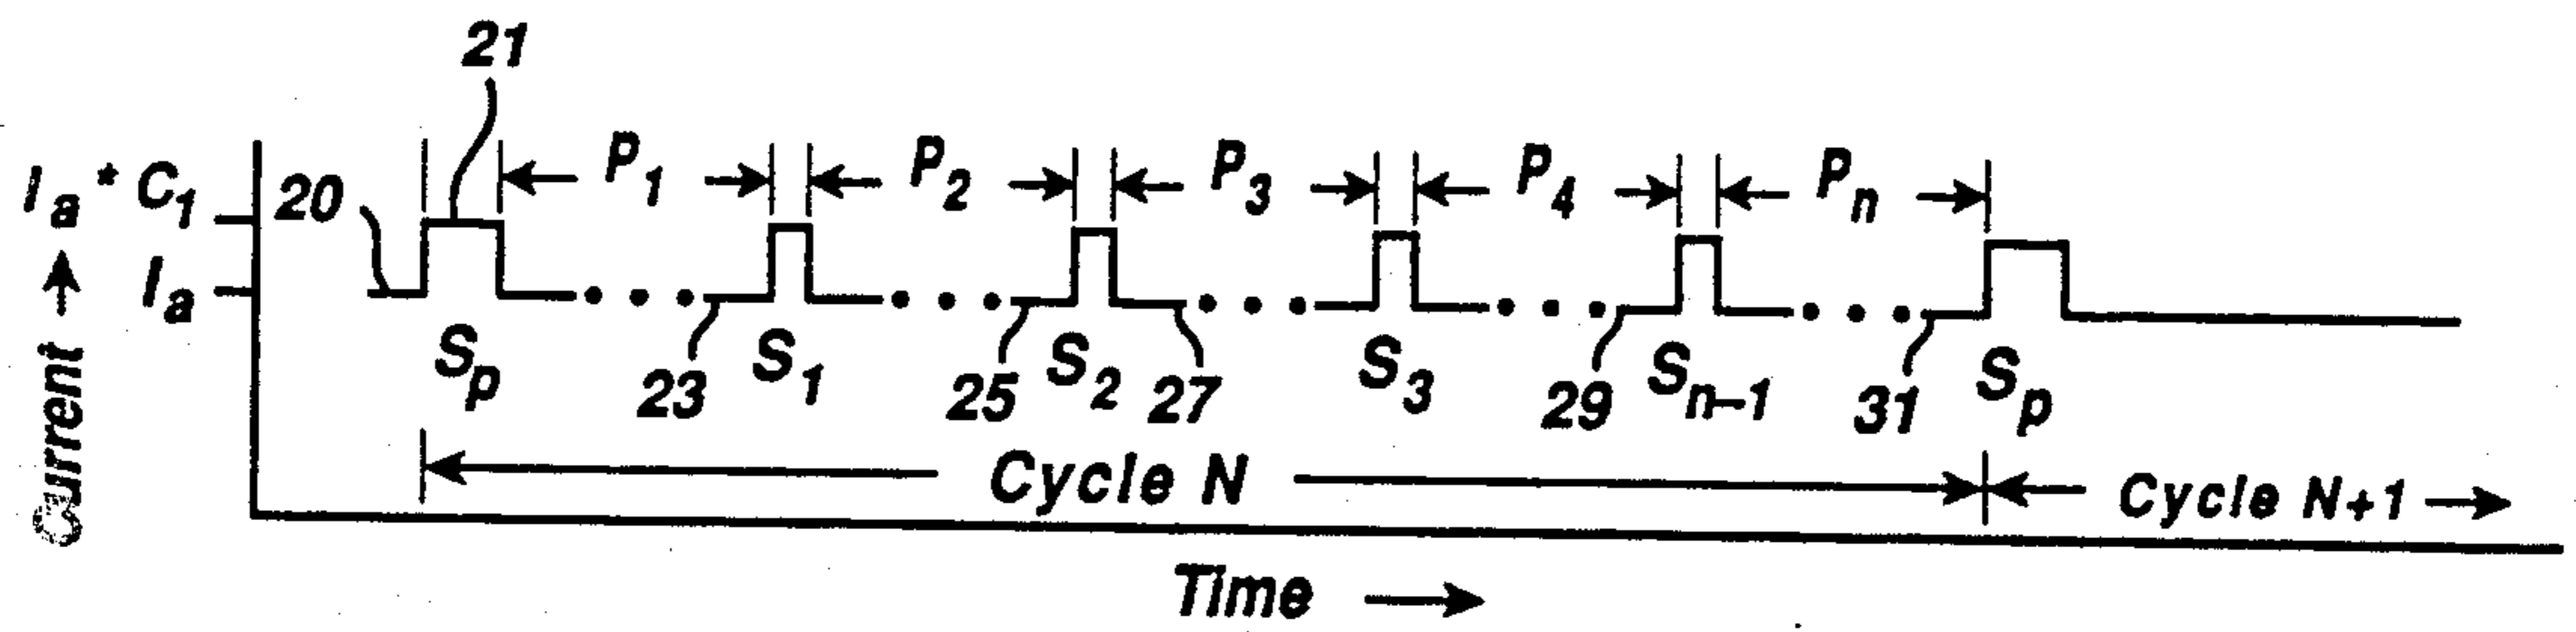 21
P1 P2 P3 P4 Pn
Ia * C1
20
Ia
Sp S1 S2 S3 Sn-1 Sp
23 25 27 29 31
Current →
Cycle N Cycle N+1 →
Time →